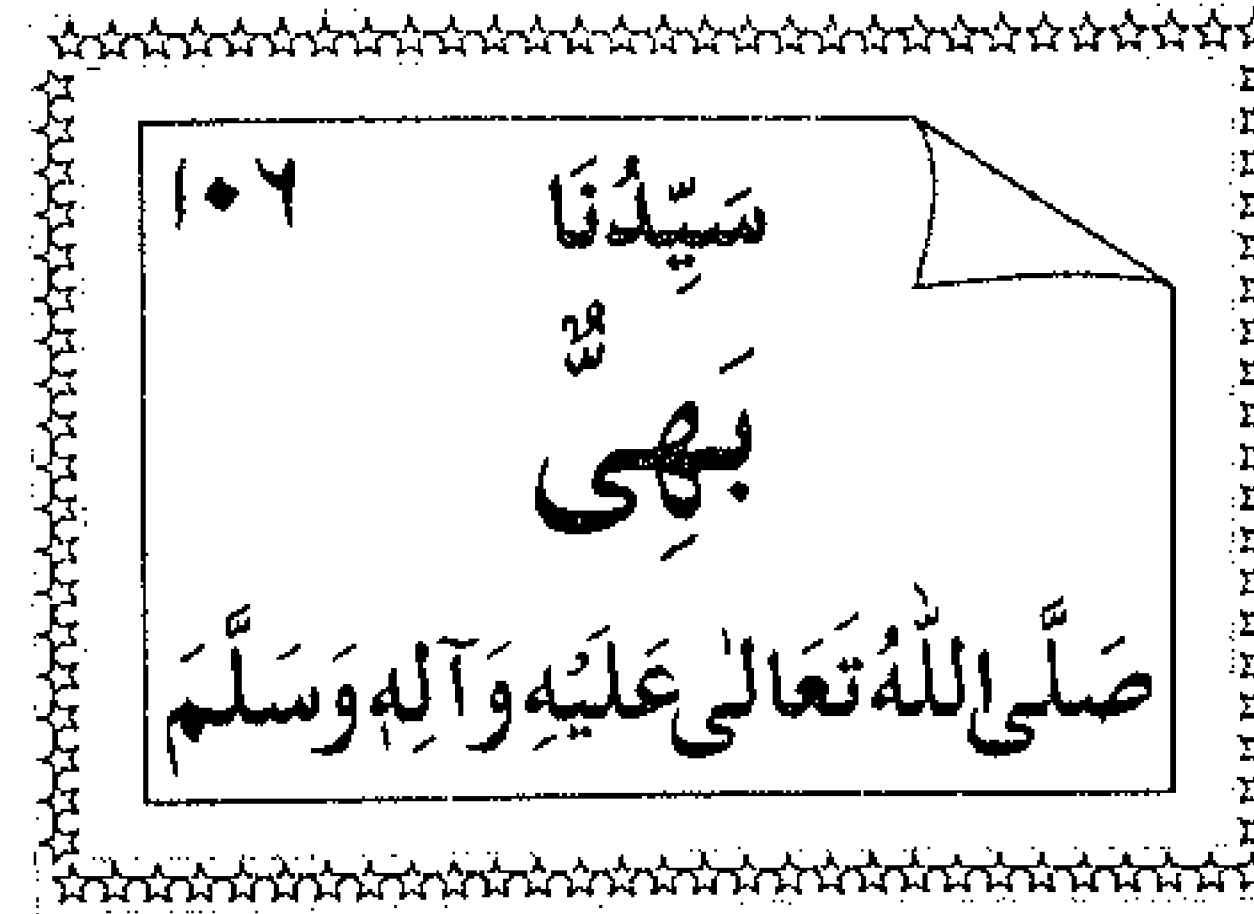 سَيِّدُنَا ١٠٦
بَهِىٌّ
صَلَّى اللّٰهُ تَعَالٰى عَلَيْهِ وَآلِهٖ وَسَلَّمَ